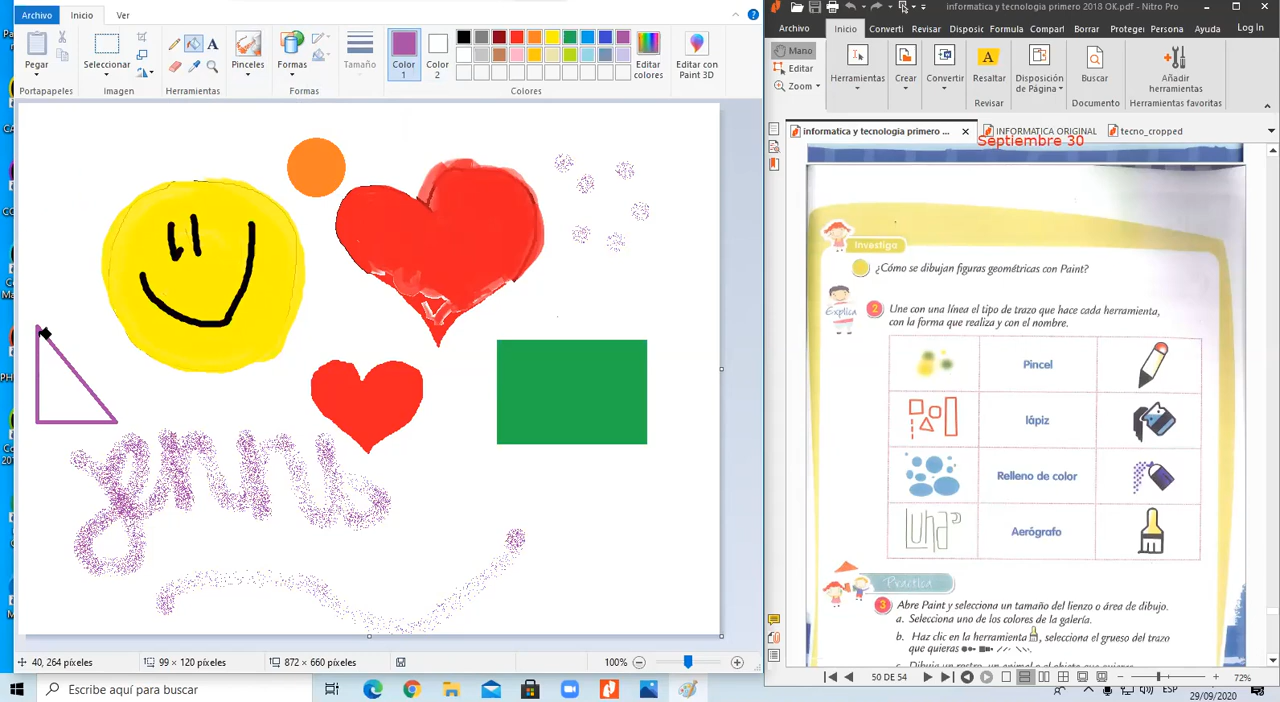 Archivo Inicio Ver
Pegar
Seleccionar
A
Pinceles
Formas
Tamaño
Color 1
Color 2
Editar colores
Editar con Paint 3D
Portapapeles Imagen Herramientas Formas Colores
40, 264 píxeles 99 × 120 píxeles 872 × 660 píxeles 100%
Escribe aquí para buscar
informatica y tecnologia primero 2018 OK.pdf - Nitro Pro
Archivo Inicio Converti Revisar Disposic Formula Compart Borrar Proteger Persona Ayuda Log In
Mano
Editar
Zoom
Herramientas
Crear
Convertir
Resaltar
Disposición de Página
Buscar
Añadir herramientas
Revisar Documento Herramientas favoritas
informatica y tecnologia primero ... INFORMATICA ORIGINAL tecno_cropped
Septiembre 30
Investiga
¿Cómo se dibujan figuras geométricas con Paint?
Explica
2 Une con una línea el tipo de trazo que hace cada herramienta,
con la forma que realiza y con el nombre.
Pincel
lápiz
Relleno de color
Luna
Aerógrafo
Practica
3 Abre Paint y selecciona un tamaño del lienzo o área de dibujo.
a. Selecciona uno de los colores de la galería.
b. Haz clic en la herramienta , selecciona el grueso del trazo
que quieras
50 DE 54
72%
ESP
29/09/2020